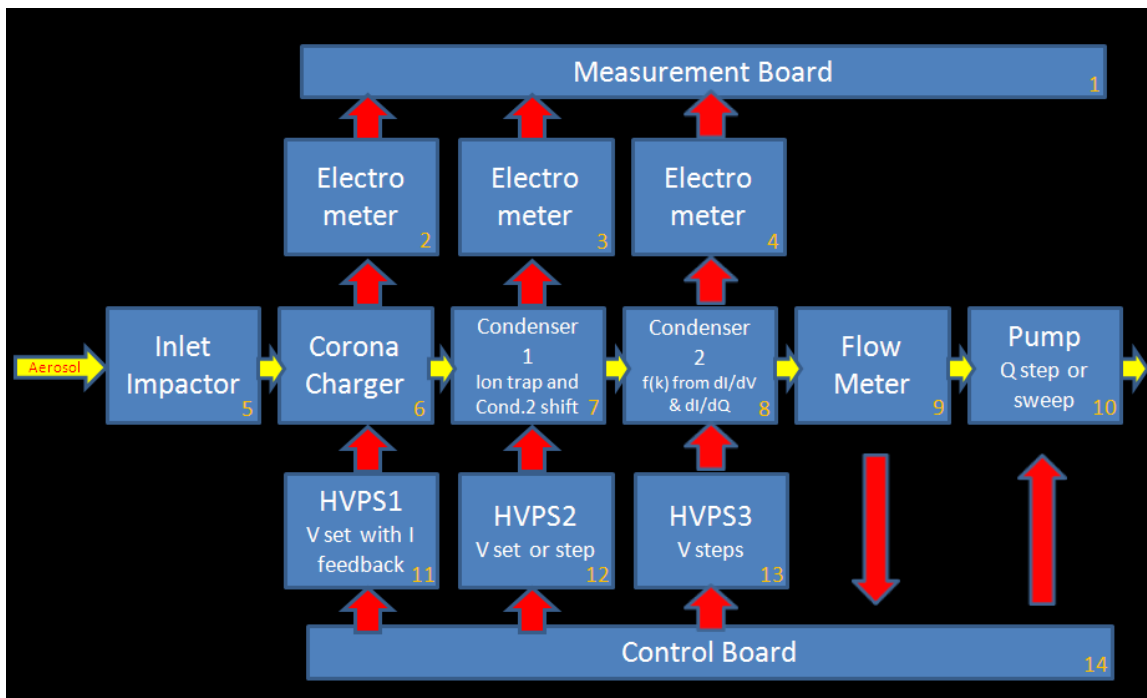 Measurement Board
1
Electro
meter
2
Electro
meter
3
Electro
meter
4
Aerosol
Inlet
Impactor
5
Corona
Charger
6
Condenser
1
Ion trap and
Cond.2 shift
7
Condenser
2
f(k) from dI/dV
& dI/dQ
8
Flow
Meter
9
Pump
Q step or
sweep
10
HVPS1
V set with I
feedback
11
HVPS2
V set or step
12
HVPS3
V steps
13
Control Board
14